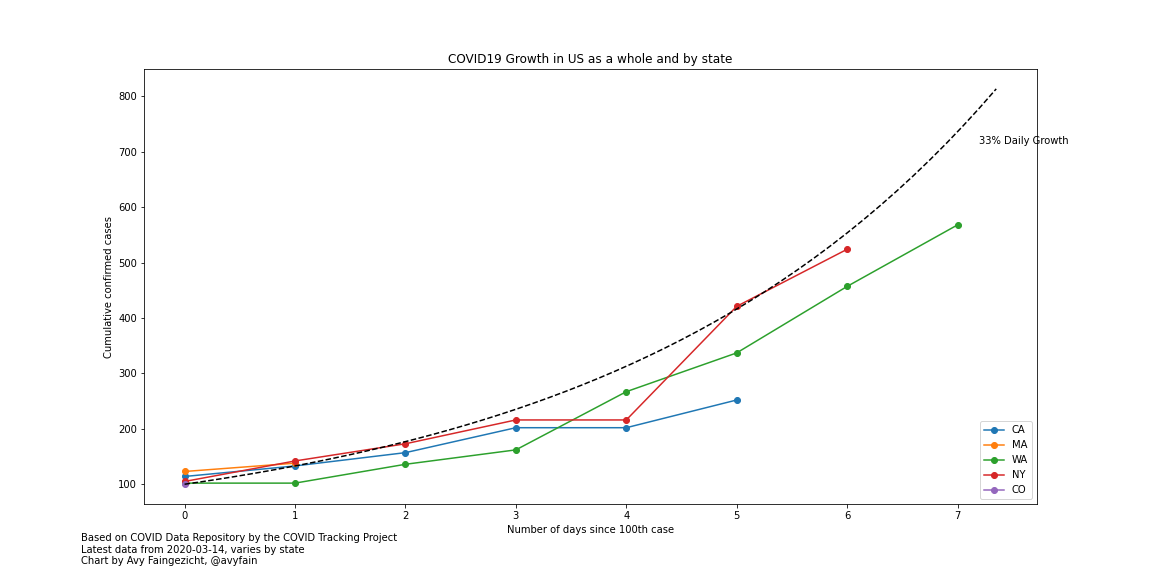 COVID19 Growth in US as a whole and by state
800
700
600
500
400
300
200
100
Cumulative confirmed cases
33% Daily Growth
CA
MA
WA
NY
CO
0 1 2 3 4 5 6 7
Number of days since 100th case
Based on COVID Data Repository by the COVID Tracking Project
Latest data from 2020-03-14, varies by state
Chart by Avy Faingezicht, @avyfain